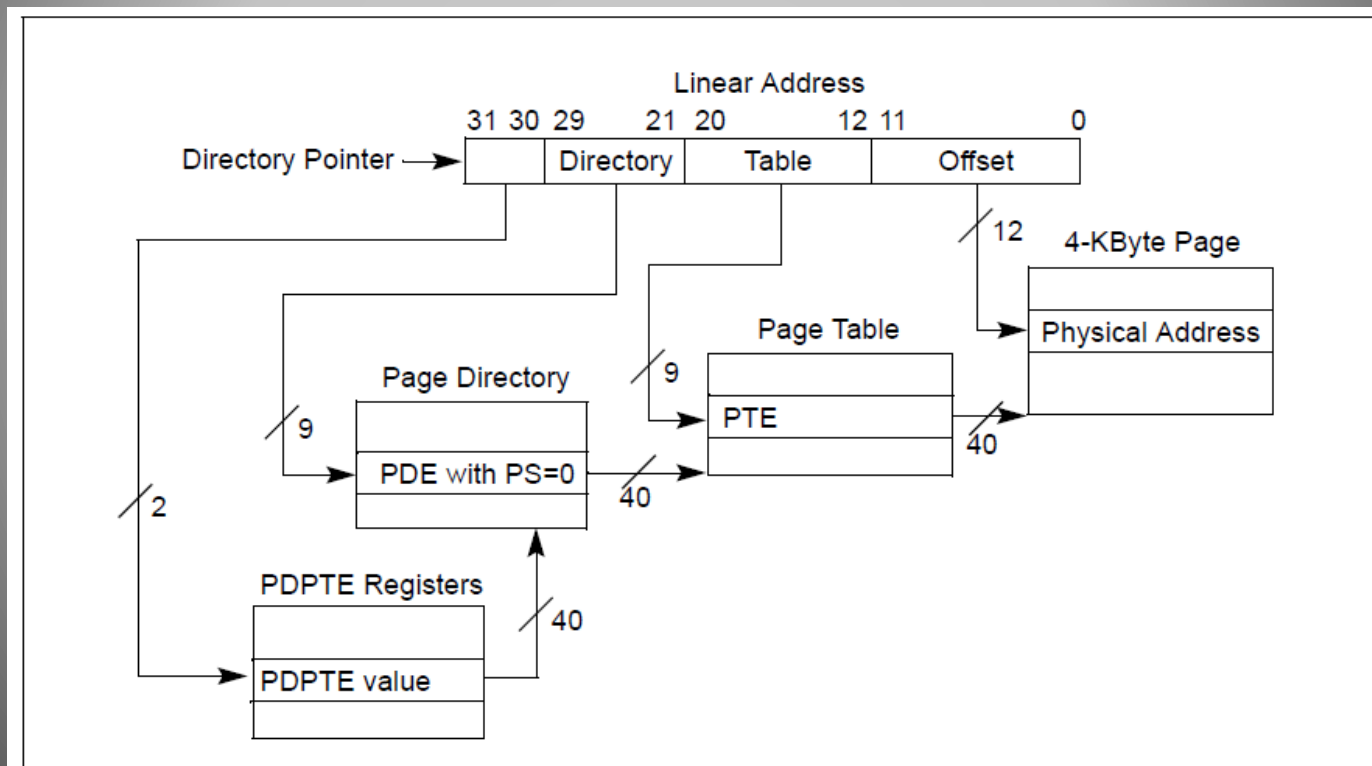 Linear Address
31 30 29 21 20 12 11 0
Directory Pointer
Directory Table Offset
12
4-KByte Page
Physical Address
Page Table
9
PTE
40
Page Directory
9
PDE with PS=0
40
2
PDPTE Registers
40
PDPTE value